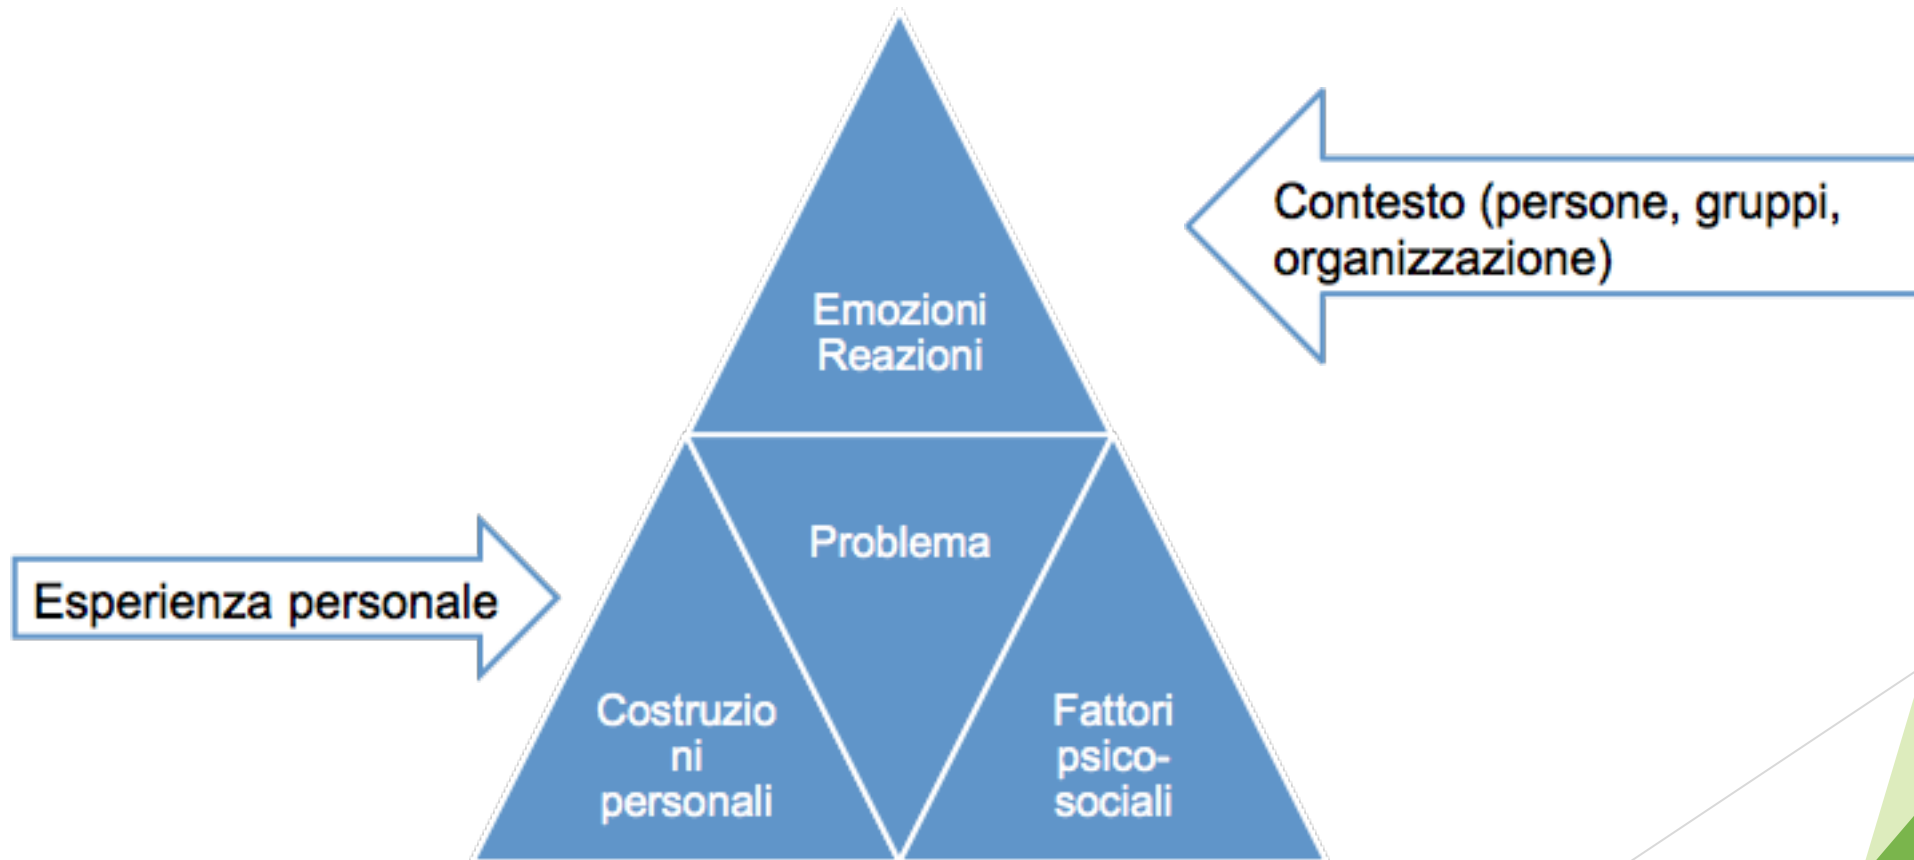 Contesto (persone, gruppi,
organizzazione)
Emozioni
Reazioni
Problema
Esperienza personale
Costruzio
ni
personali
Fattori
psico-
sociali